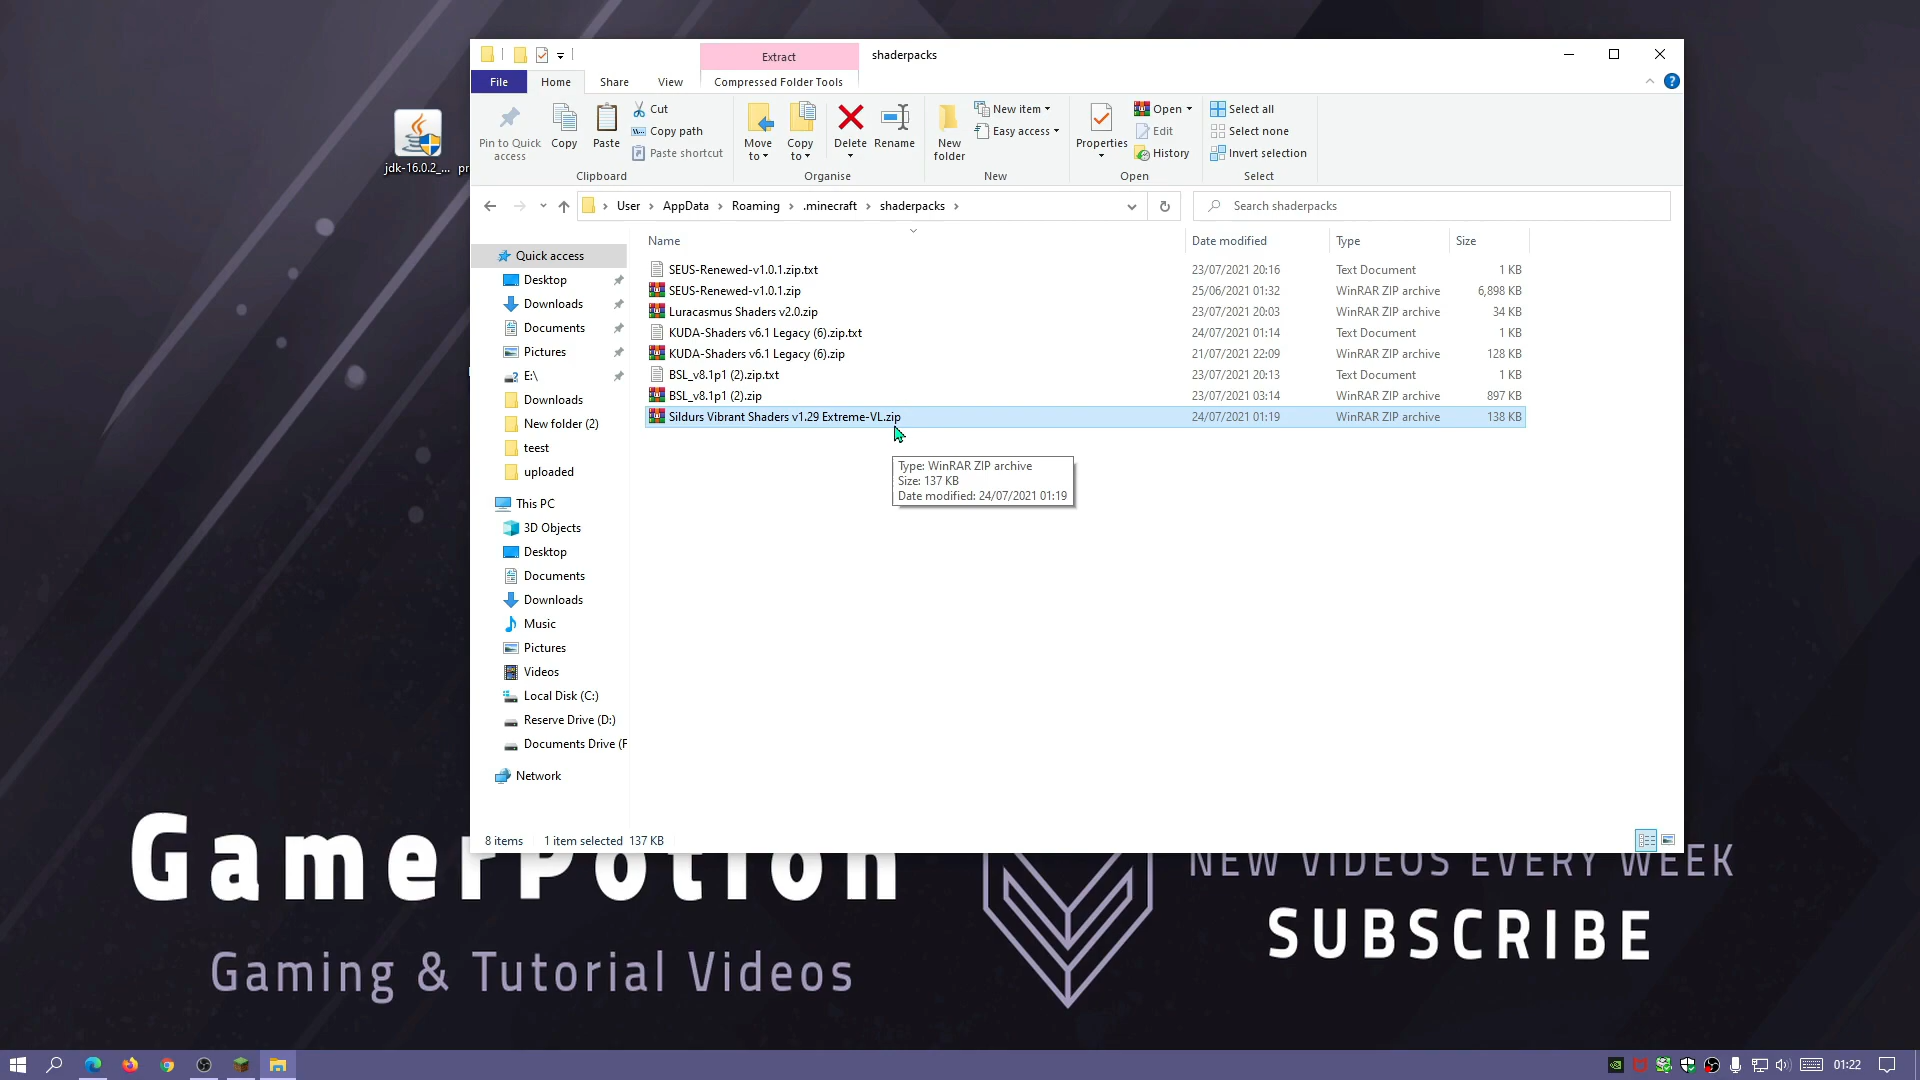 Extract
shaderpacks
File
Home
Share
View
Compressed Folder Tools
Pin to Quick
access
Copy
Paste
Cut
Copy path
Paste shortcut
Clipboard
Move
to
Copy
to
Delete
Rename
Organise
New
folder
New item
Easy access
New
Properties
Open
Edit
History
Open
Select all
Select none
Invert selection
Select
User
AppData
Roaming
.minecraft
shaderpacks
Search shaderpacks
Name
Date modified
Type
Size
SEUS-Renewed-v1.0.1.zip.txt 23/07/2021 20:16 Text Document 1 KB
SEUS-Renewed-v1.0.1.zip 25/06/2021 01:32 WinRAR ZIP archive 6,898 KB
Luracasmus Shaders v2.0.zip 23/07/2021 20:03 WinRAR ZIP archive 34 KB
KUDA-Shaders v6.1 Legacy (6).zip.txt 24/07/2021 01:14 Text Document 1 KB
KUDA-Shaders v6.1 Legacy (6).zip 21/07/2021 22:09 WinRAR ZIP archive 128 KB
BSL_v8.1p1 (2).zip.txt 23/07/2021 20:13 Text Document 1 KB
BSL_v8.1p1 (2).zip 23/07/2021 03:14 WinRAR ZIP archive 897 KB
Sildurs Vibrant Shaders v1.29 Extreme-VL.zip 24/07/2021 01:19 WinRAR ZIP archive 138 KB
Type: WinRAR ZIP archive
Size: 137 KB
Date modified: 24/07/2021 01:19
Quick access
Desktop
Downloads
Documents
Pictures
E:\
Downloads
New folder (2)
teest
uploaded
This PC
3D Objects
Desktop
Documents
Downloads
Music
Pictures
Videos
Local Disk (C:)
Reserve Drive (D:)
Documents Drive (F
Network
8 items
1 item selected 137 KB
jdk-16.0.2_...
pr
GamerPotion
Gaming & Tutorial Videos
NEW VIDEOS EVERY WEEK
SUBSCRIBE
01:22